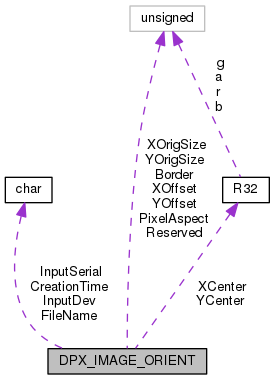 unsigned
g
a
r
b
XOrigSize
YOrigSize
Border
XOffset
YOffset
PixelAspect
Reserved
char
R32
InputSerial
CreationTime
InputDev
FileName
XCenter
YCenter
DPX_IMAGE_ORIENT